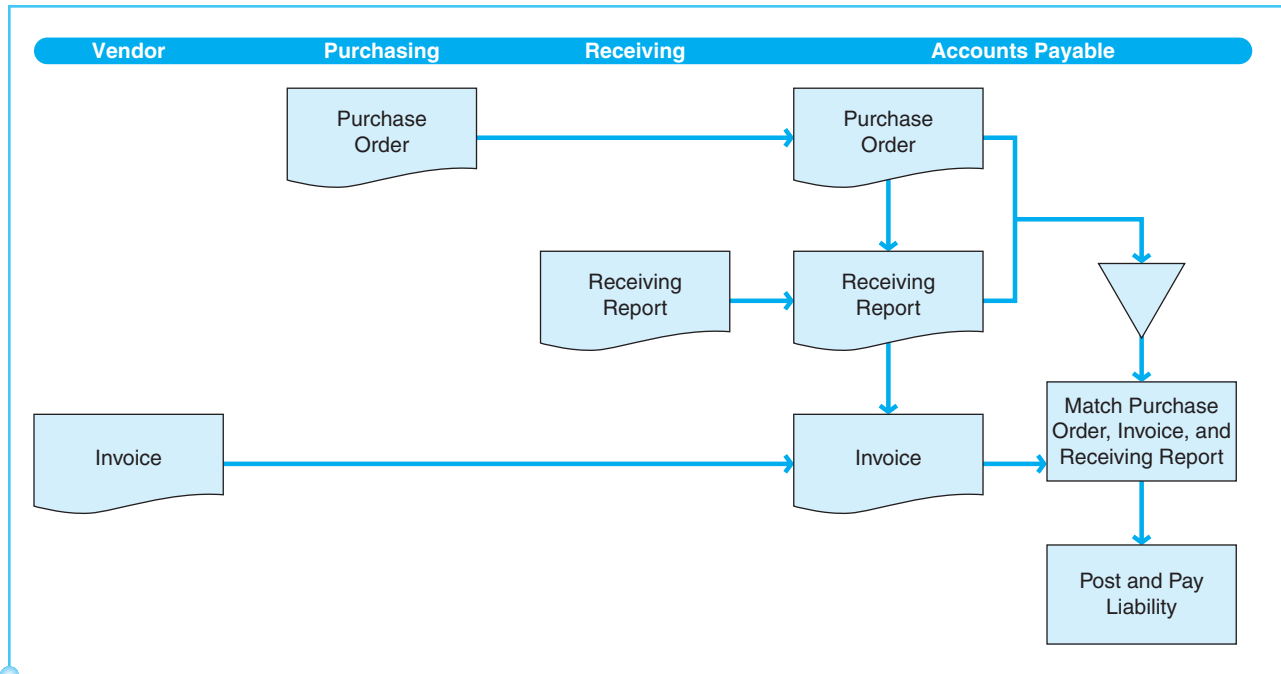 Vendor Purchasing Receiving Accounts Payable
Purchase
Order
Purchase
Order
Receiving
Report
Receiving
Report
Invoice
Invoice
Match Purchase
Order, Invoice, and
Receiving Report
Post and Pay
Liability